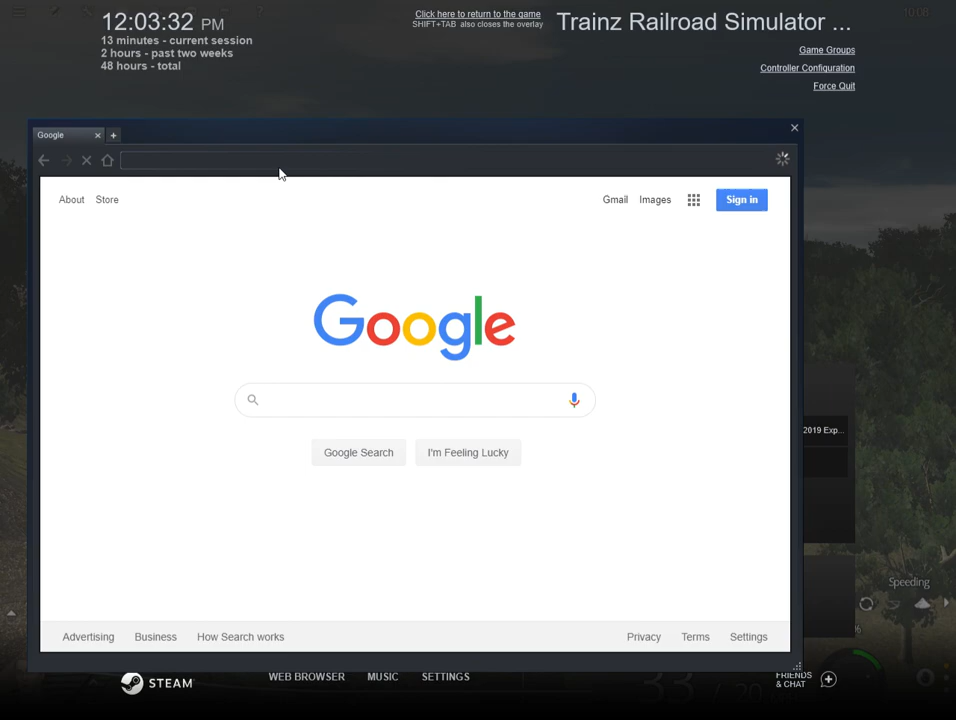 12:03:32 PM
13 minutes - current session
2 hours - past two weeks
48 hours - total
Click here to return to the game
SHIFT+TAB also closes the overlay
Trainz Railroad Simulator ...
10:08
Game Groups
Controller Configuration
Force Quit
Google
About Store
Gmail Images Sign in
Google
Google Search I'm Feeling Lucky
2019 Exp...
Speeding
%
Advertising Business How Search works
Privacy Terms Settings
STEAM
WEB BROWSER MUSIC SETTINGS
FRIENDS
& CHAT